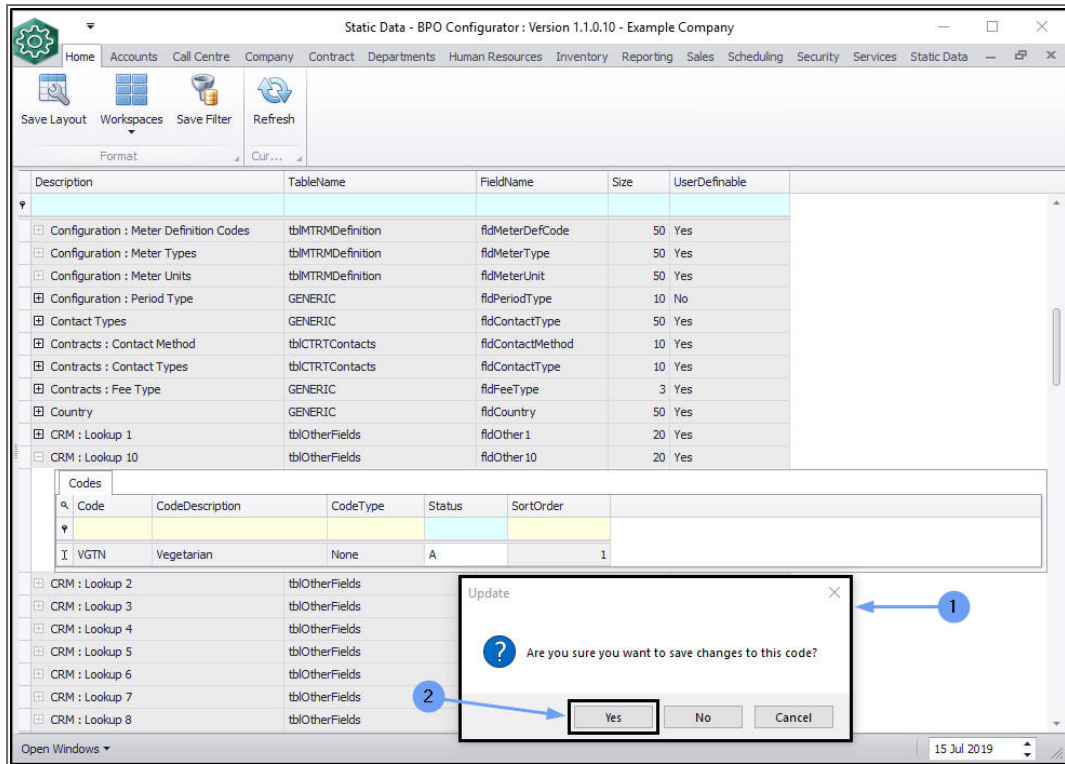 Static Data - BPO Configurator : Version 1.1.0.10 - Example Company
Home Accounts Call Centre Company Contract Departments Human Resources Inventory Reporting Sales Scheduling Security Services Static Data
Save Layout Workspaces Save Filter Refresh
Format Cur...
Description TableName FieldName Size UserDefinable
Configuration : Meter Definition Codes tblMTRMDefinition fldMeterDefCode 50 Yes
Configuration : Meter Types tblMTRMDefinition fldMeterType 50 Yes
Configuration : Meter Units tblMTRMDefinition fldMeterUnit 50 Yes
Configuration : Period Type GENERIC fldPeriodType 10 No
Contact Types GENERIC fldContactType 50 Yes
Contracts : Contact Method tblCTRTContacts fldContactMethod 10 Yes
Contracts : Contact Types tblCTRTContacts fldContactType 10 Yes
Contracts : Fee Type GENERIC fldFeeType 3 Yes
Country GENERIC fldCountry 50 Yes
CRM : Lookup 1 tblOtherFields fldOther1 20 Yes
CRM : Lookup 10 tblOtherFields fldOther10 20 Yes
Codes
Code CodeDescription CodeType Status SortOrder
VGTN Vegetarian None A 1
CRM : Lookup 2 tblOtherFields
CRM : Lookup 3 tblOtherFields
CRM : Lookup 4 tblOtherFields
CRM : Lookup 5 tblOtherFields
CRM : Lookup 6 tblOtherFields
CRM : Lookup 7 tblOtherFields
CRM : Lookup 8 tblOtherFields
Update
1
Are you sure you want to save changes to this code?
2
Yes No Cancel
Open Windows 15 Jul 2019